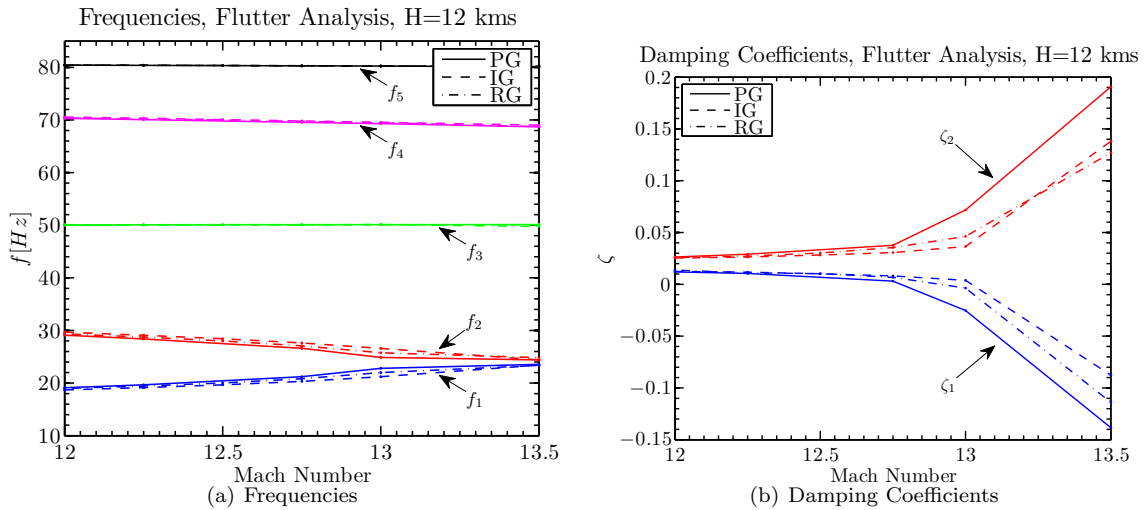 Frequencies, Flutter Analysis, H=12 kms
80
70
60
50
40
30
20
10
f[Hz]
PG
IG
RG
f5
f4
f3
f2
f1
12
12.5
13
13.5
Mach Number
(a) Frequencies
Damping Coefficients, Flutter Analysis, H=12 kms
0.2
0.15
0.1
0.05
0
−0.05
−0.1
−0.15
ζ
PG
IG
RG
ζ2
ζ1
12
12.5
13
13.5
Mach Number
(b) Damping Coefficients